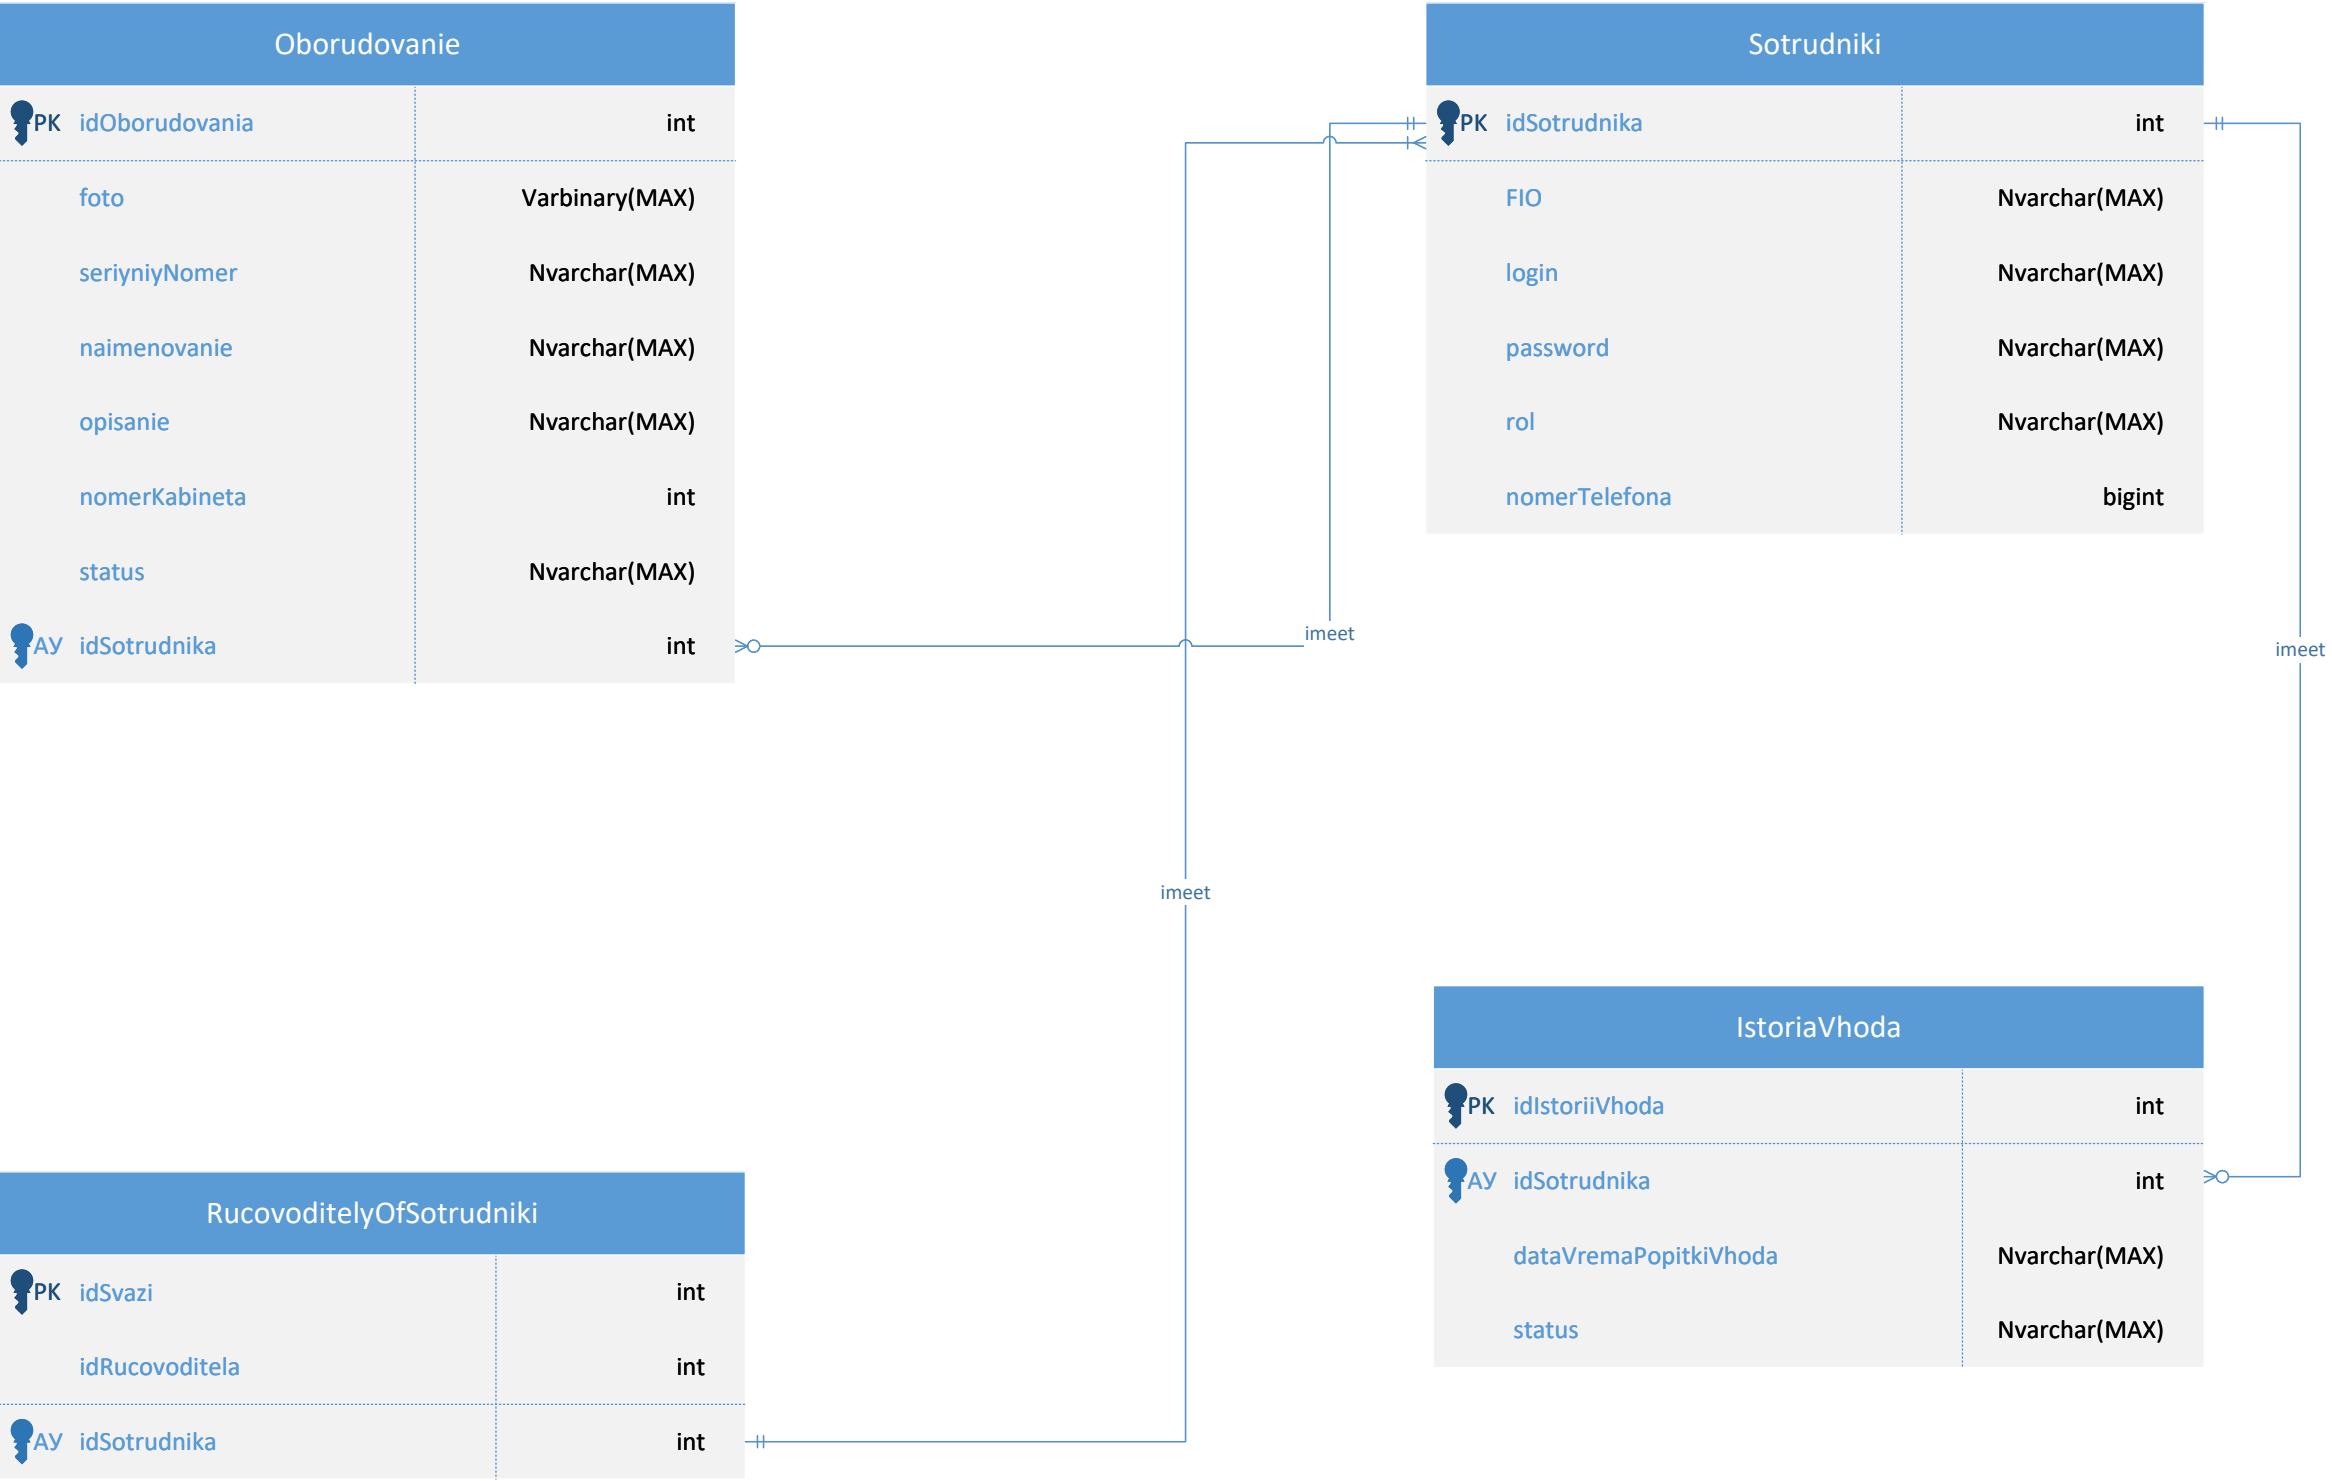 Oborudovanie
PK idOborudovania int
foto Varbinary(MAX)
seriyniyNomer Nvarchar(MAX)
naimenovanie Nvarchar(MAX)
opisanie Nvarchar(MAX)
nomerKabineta int
status Nvarchar(MAX)
АУ idSotrudnika int
Sotrudniki
PK idSotrudnika int
FIO Nvarchar(MAX)
login Nvarchar(MAX)
password Nvarchar(MAX)
rol Nvarchar(MAX)
nomerTelefona bigint
imeet
imeet
imeet
RucovoditelyOfSotrudniki
PK idSvazi int
idRucovoditela int
АУ idSotrudnika int
IstoriaVhoda
PK idIstoriiVhoda int
АУ idSotrudnika int
dataVremaPopitkiVhoda Nvarchar(MAX)
status Nvarchar(MAX)